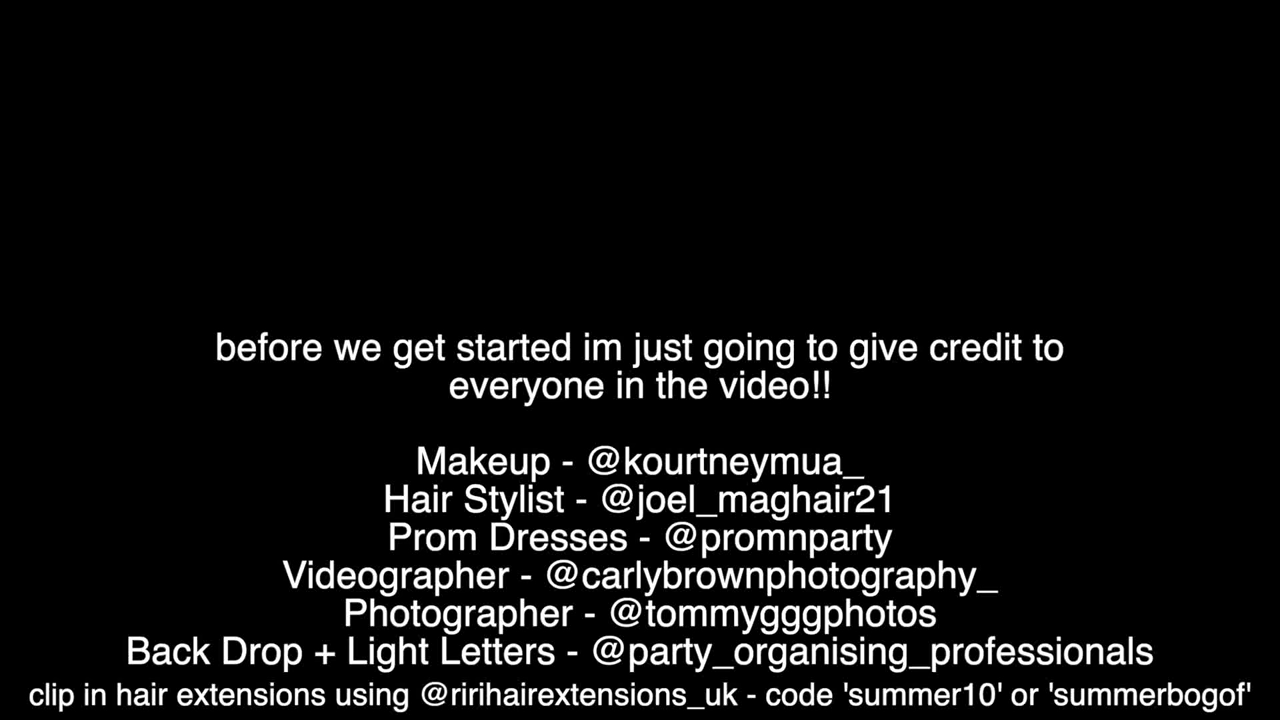 before we get started im just going to give credit to
everyone in the video!!
Makeup - @kourtneymua_
Hair Stylist - @joel_maghair21
Prom Dresses - @promnparty
Videographer - @carlybrownphotography_
Photographer - @tommygggphotos
Back Drop + Light Letters - @party_organising_professionals
clip in hair extensions using @ririhairextensions_uk - code 'summer10' or 'summerbogof'